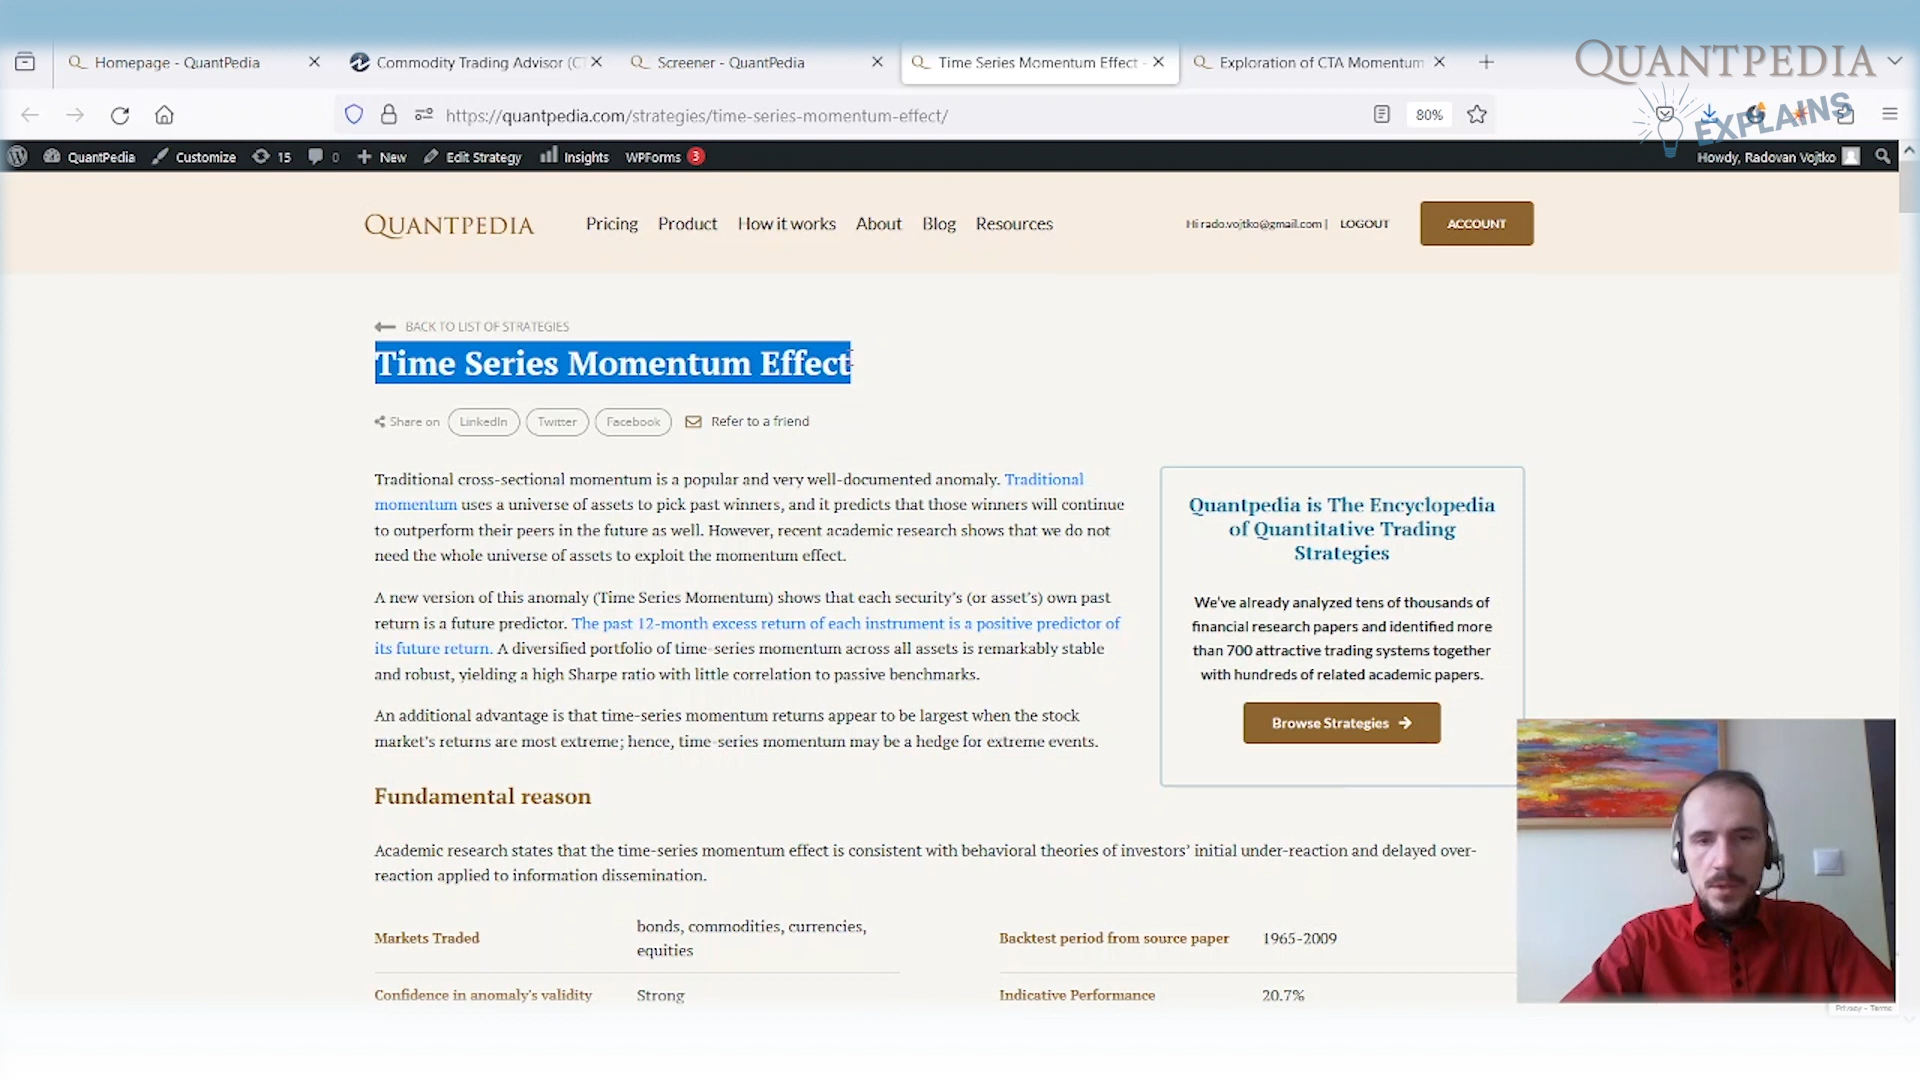 Homepage - QuantPedia
Commodity Trading Advisor (CT
Screener - QuantPedia
Time Series Momentum Effect -
Exploration of CTA Momentum
QUANTPEDIA
EXPLAINS
https://quantpedia.com/strategies/time-series-momentum-effect/
80%
QuantPedia
Customize
15
0
New
Edit Strategy
Insights
WPForms
3
Howdy, Radovan Vojtko
QUANTPEDIA
Pricing
Product
How it works
About
Blog
Resources
Hi rado.vojtko@gmail.com |
LOGOUT
ACCOUNT
BACK TO LIST OF STRATEGIES
Time Series Momentum Effect
Share on
LinkedIn
Twitter
Facebook
Refer to a friend
Traditional cross-sectional momentum is a popular and very well-documented anomaly. Traditional
momentum uses a universe of assets to pick past winners, and it predicts that those winners will continue
to outperform their peers in the future as well. However, recent academic research shows that we do not
need the whole universe of assets to exploit the momentum effect.
A new version of this anomaly (Time Series Momentum) shows that each security's (or asset's) own past
return is a future predictor. The past 12-month excess return of each instrument is a positive predictor of
its future return. A diversified portfolio of time-series momentum across all assets is remarkably stable
and robust, yielding a high Sharpe ratio with little correlation to passive benchmarks.
An additional advantage is that time-series momentum returns appear to be largest when the stock
market's returns are most extreme; hence, time-series momentum may be a hedge for extreme events.
Quantpedia is The Encyclopedia
of Quantitative Trading
Strategies
We've already analyzed tens of thousands of
financial research papers and identified more
than 700 attractive trading systems together
with hundreds of related academic papers.
Browse Strategies
Fundamental reason
Academic research states that the time-series momentum effect is consistent with behavioral theories of investors' initial under-reaction and delayed over-
reaction applied to information dissemination.
Markets Traded
bonds, commodities, currencies,
equities
Backtest period from source paper
1965-2009
Confidence in anomaly's validity
Strong
Indicative Performance
20.7%
Privacy - Terms